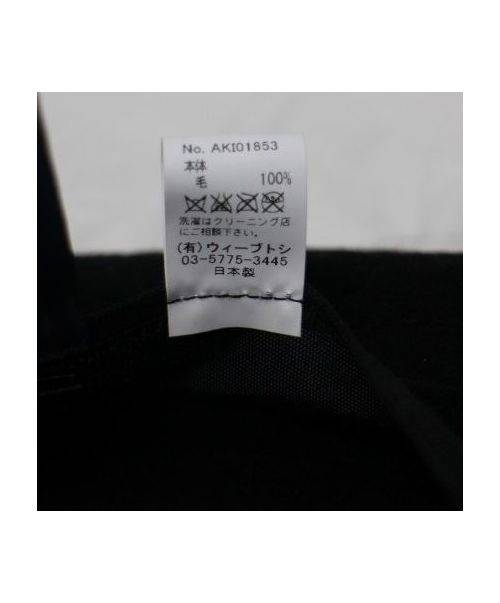 No. AKI01853
本体
毛 100%
洗濯はクリーニング店
にご相談下さい。
(有)ウィーブトシ
03-5775-3445
日本製